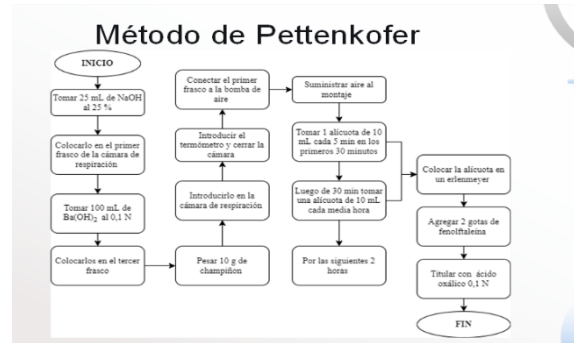 Método de Pettenkofer
INICIO
Tomar 25 mL de NaOH
al 25 %
Colocarlo en el primer
frasco de la cámara de
respiración
Tomar 100 mL de
Ba(OH)₂ al 0,1 N
Colocarlos en el tercer
frasco
Pesar 10 g de
champiñon
Introducirlo en la
cámara de respiración
Introducir el
termómetro y cerrar la
cámara
Conectar el primer
frasco a la bomba de
aire
Suministrar aire al
montaje
Tomar 1 alícuota de 10
mL cada 5 min en los
primeros 30 minutos
Luego de 30 min tomar
una alícuota de 10 mL
cada media hora
Por las siguientes 2
horas
Colocar la alícuota en
un erlenmeyer
Agregar 2 gotas de
fenolftaleína
Titular con ácido
oxálico 0,1 N
FIN